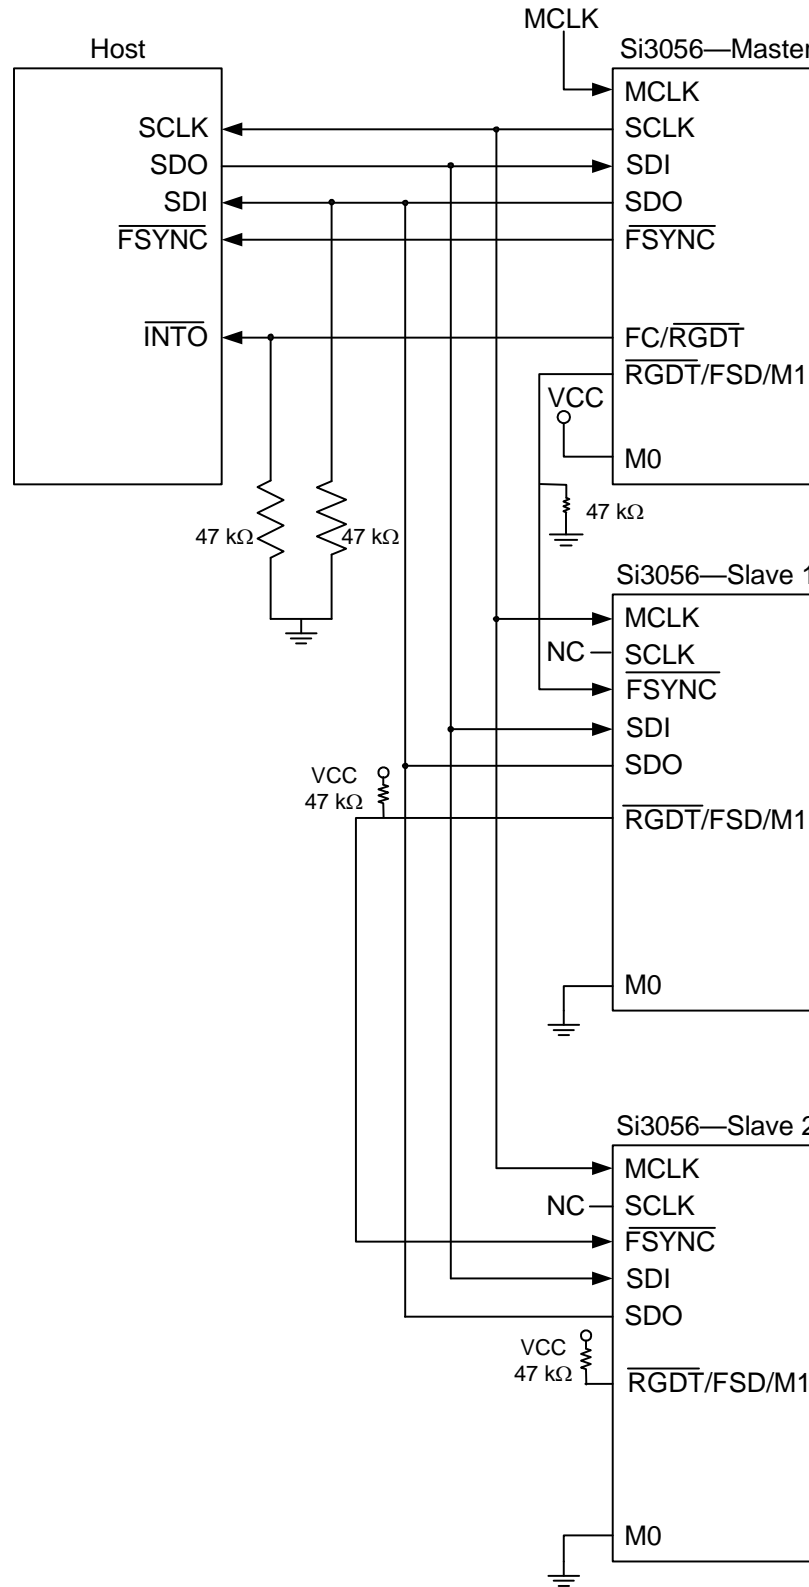 MCLK
Host
Si3056—Master
MCLK
SCLK
SCLK
SDO
SDI
SDI
SDO
FSYNC
FSYNC
INTO
FC/RGDT
RGDT/FSD/M1
VCC
M0
47 kΩ
47 kΩ
47 kΩ
Si3056—Slave 1
MCLK
NC
SCLK
FSYNC
SDI
SDO
VCC
47 kΩ
RGDT/FSD/M1
M0
Si3056—Slave 2
MCLK
NC
SCLK
FSYNC
SDI
SDO
VCC
47 kΩ
RGDT/FSD/M1
M0